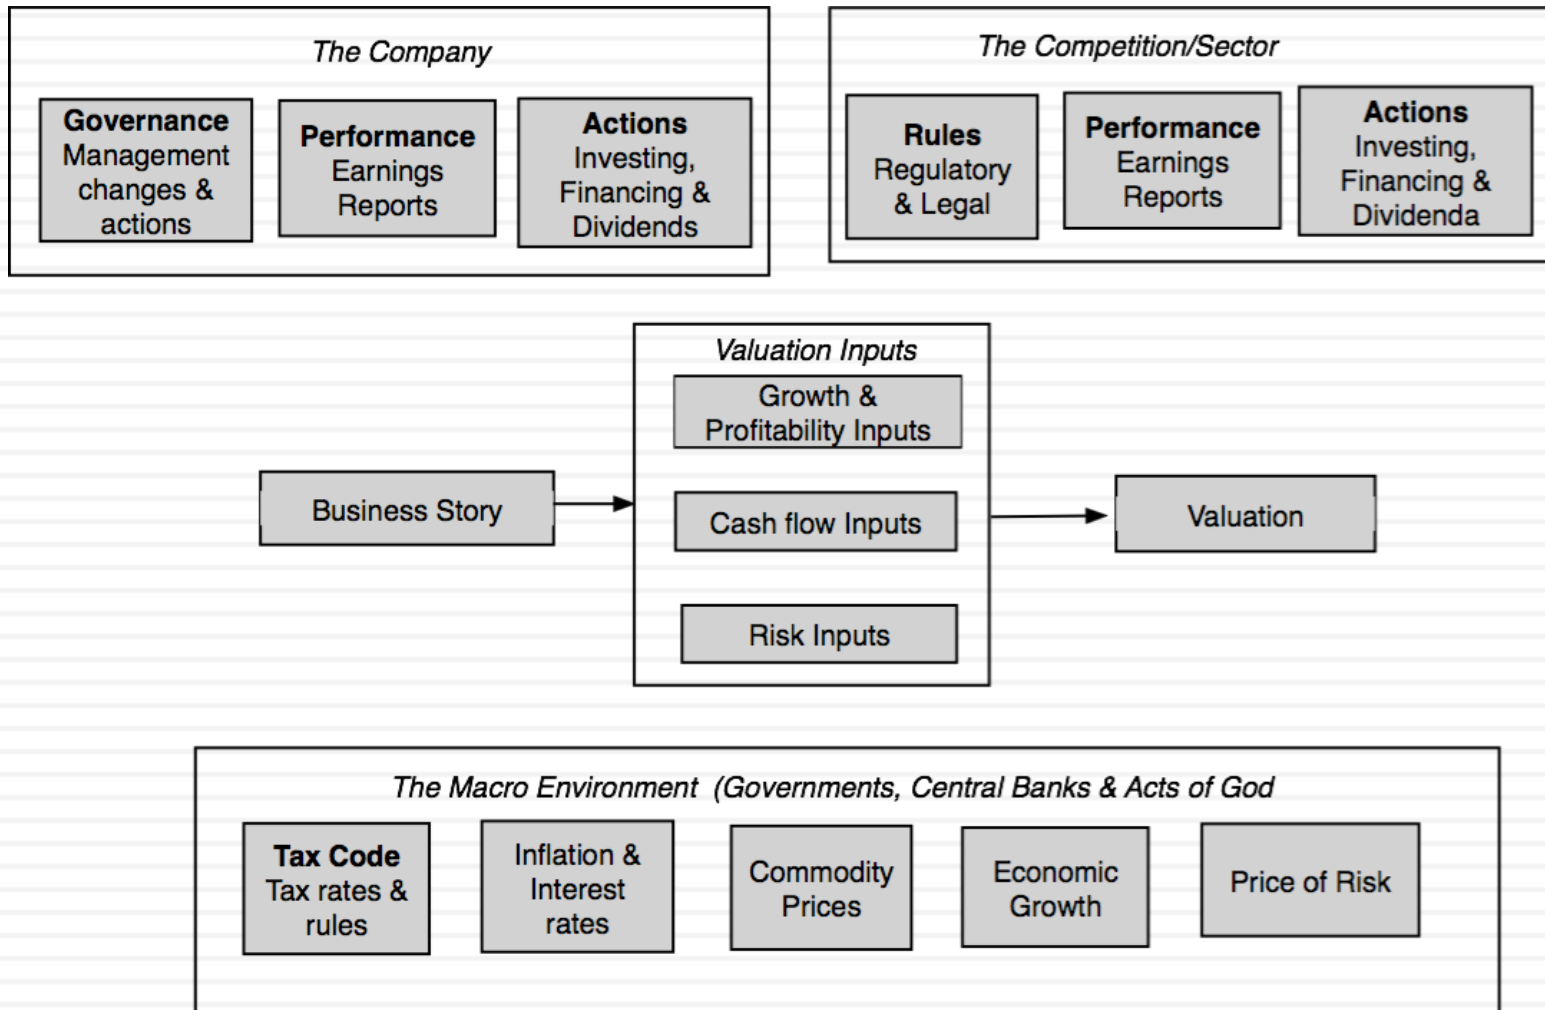 The Company
Governance
Management
changes &
actions
Performance
Earnings
Reports
Actions
Investing,
Financing &
Dividends
The Competition/Sector
Rules
Regulatory
& Legal
Performance
Earnings
Reports
Actions
Investing,
Financing &
Dividenda
Business Story
Valuation Inputs
Growth &
Profitability Inputs
Cash flow Inputs
Risk Inputs
Valuation
The Macro Environment  (Governments, Central Banks & Acts of God
Tax Code
Tax rates &
rules
Inflation &
Interest
rates
Commodity
Prices
Economic
Growth
Price of Risk